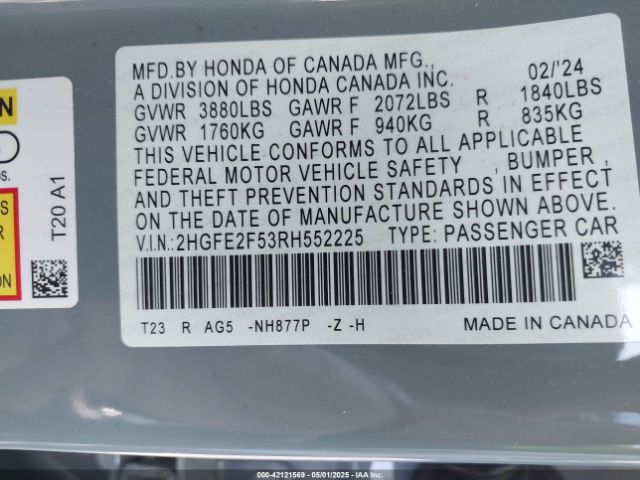 MFD.BY HONDA OF CANADA MFG., 02/'24
A DIVISION OF HONDA CANADA INC.
GVWR 3880LBS GAWR F 2072LBS R 1840LBS
GVWR 1760KG GAWR F 940KG R 835KG
THIS VEHICLE CONFORMS TO ALL APPLICABLE
FEDERAL MOTOR VEHICLE SAFETY , BUMPER ,
AND THEFT PREVENTION STANDARDS IN EFFECT
ON THE DATE OF MANUFACTURE SHOWN ABOVE.
V.I.N.:2HGFE2F53RH552225 TYPE: PASSENGER CAR
T23 R AG5 -NH877P -Z -H MADE IN CANADA
T20 A1
N
OS.
S
R
ION
00-42121569 - 05/01/2025 - IAA Inc.